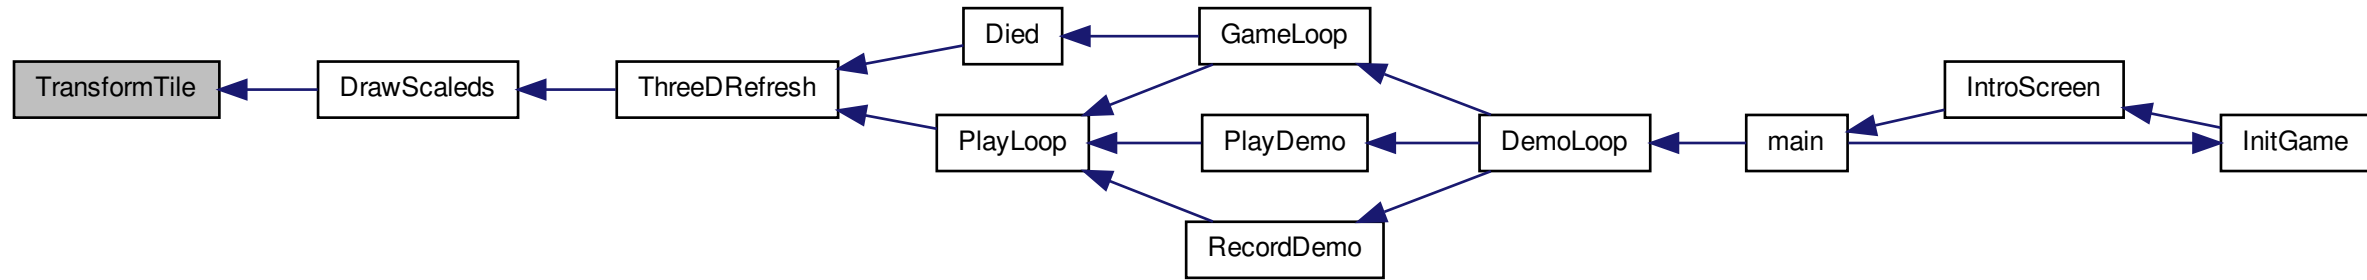 TransformTile
DrawScaleds
ThreeDRefresh
Died
PlayLoop
GameLoop
PlayDemo
RecordDemo
DemoLoop
main
IntroScreen
InitGame